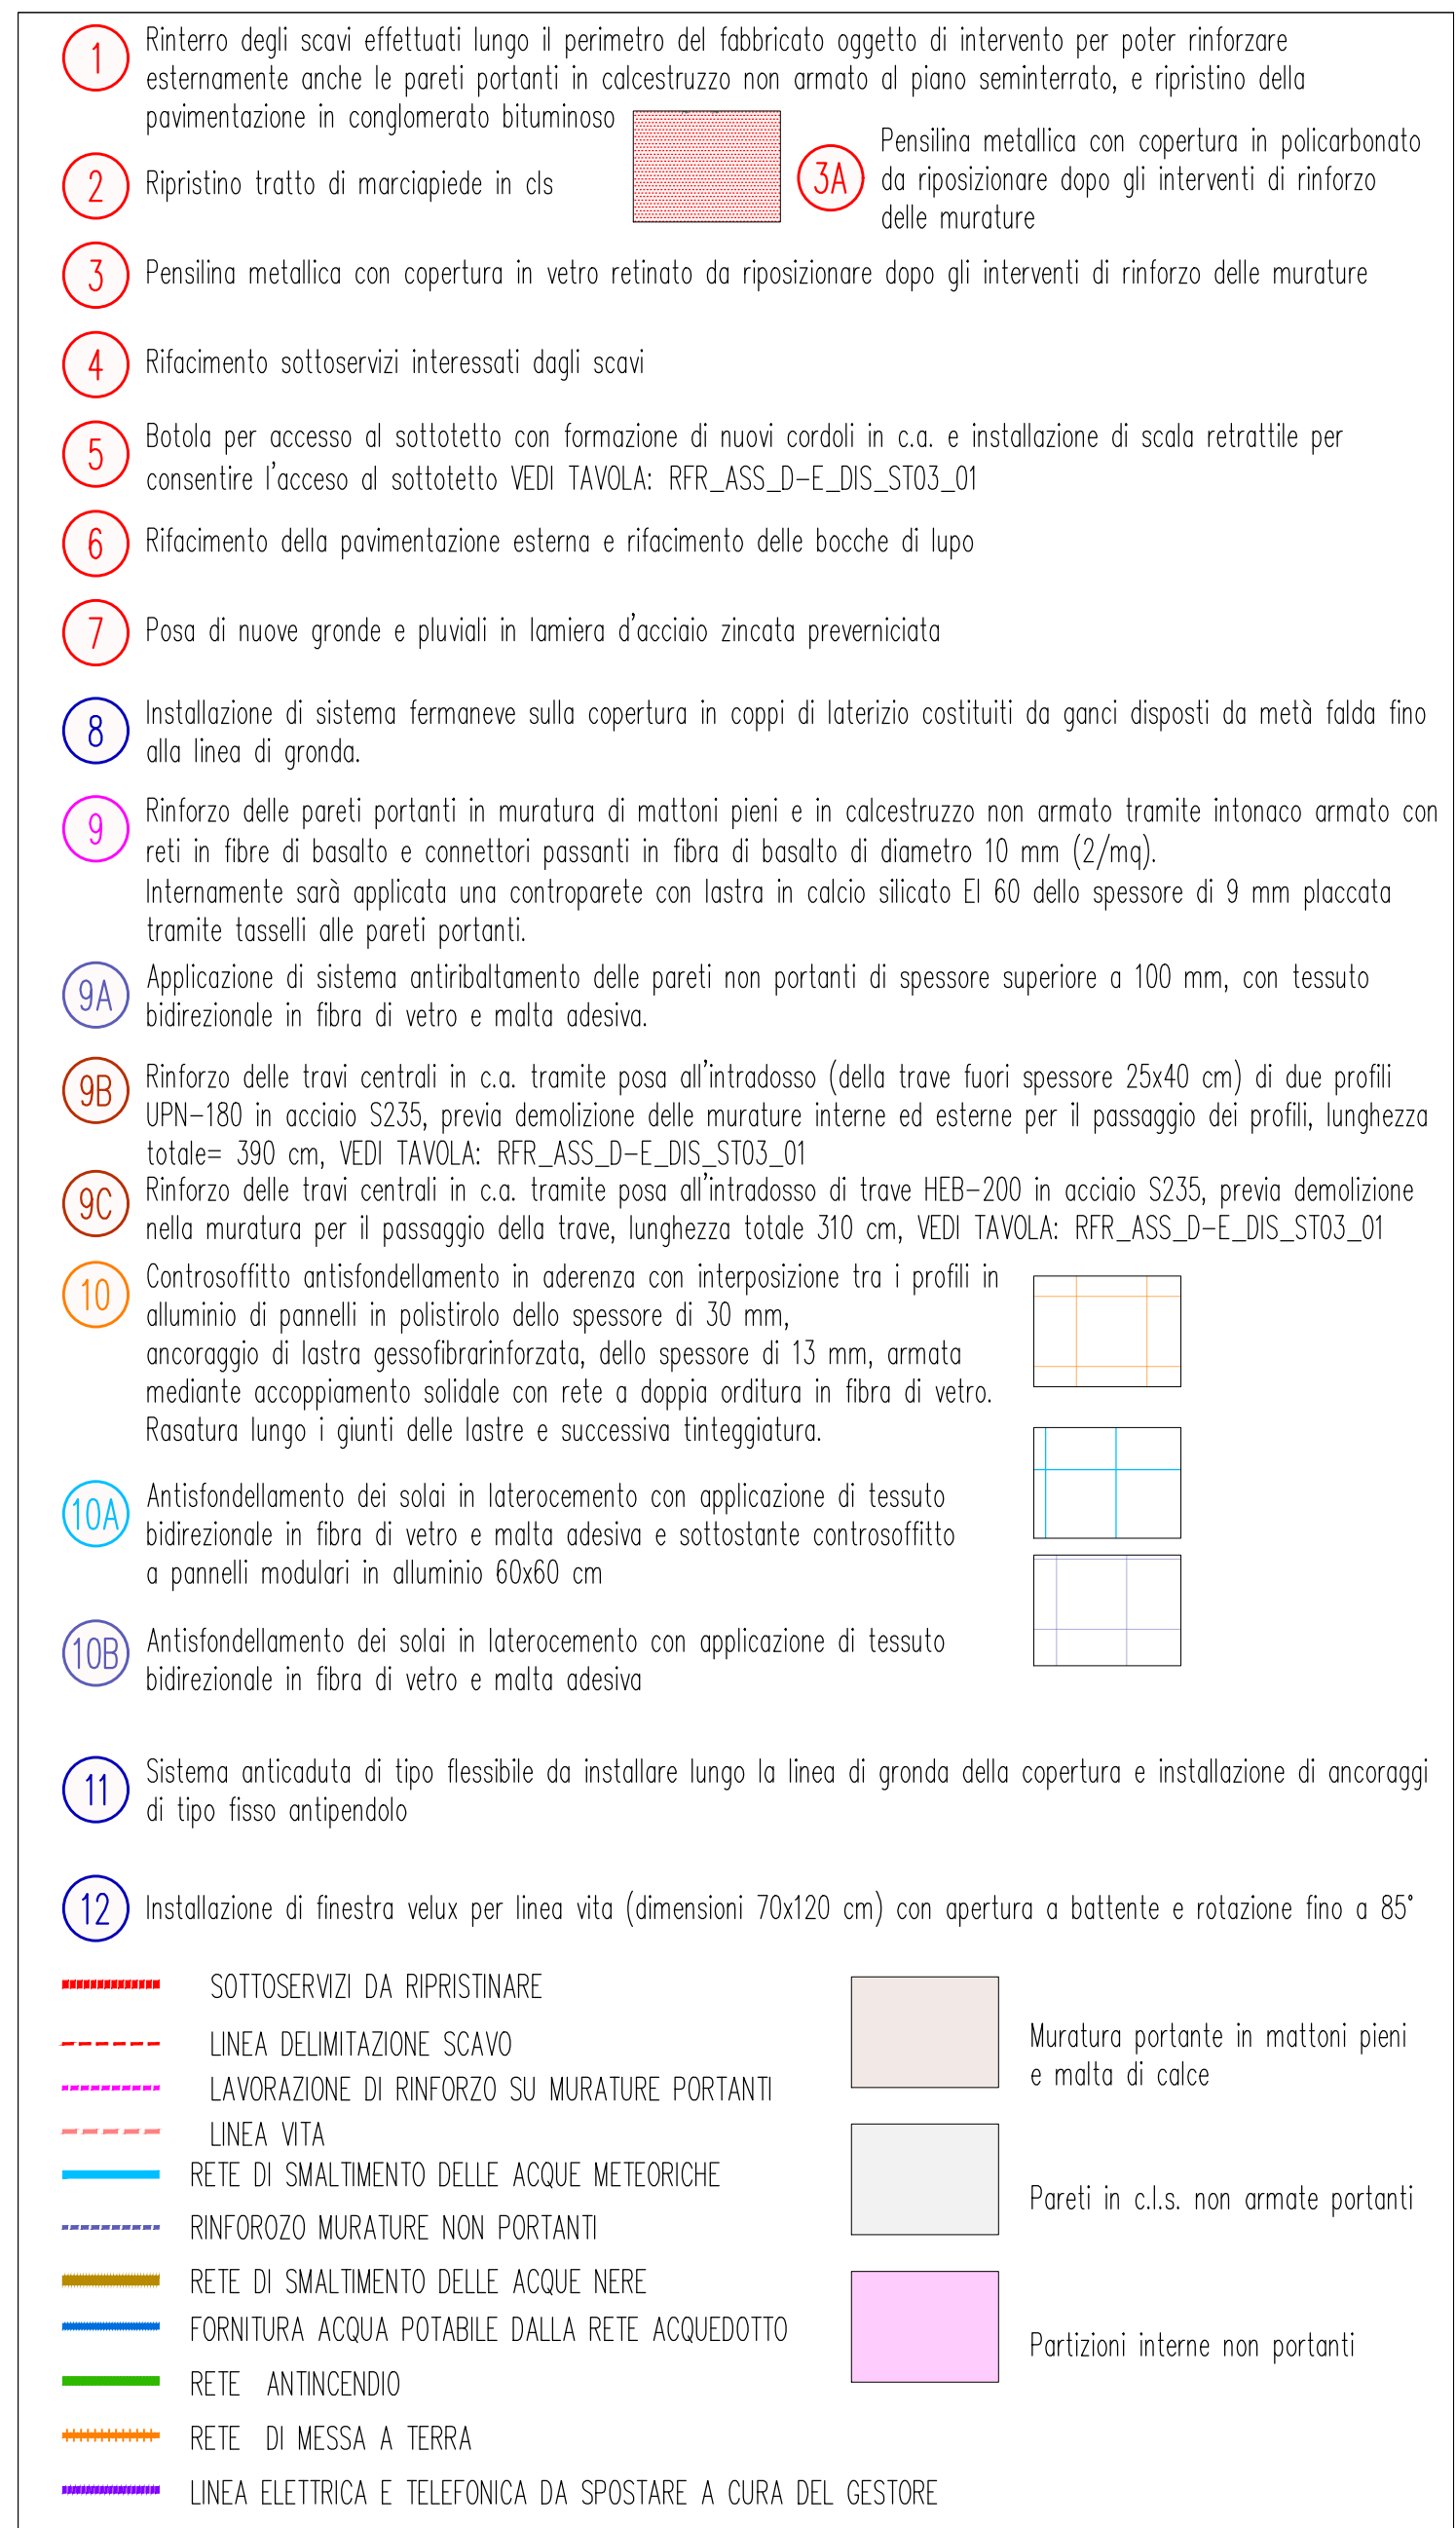 1 Rinterro degli scavi effettuati lungo il perimetro del fabbricato oggetto di intervento per poter rinforzare
esternamente anche le pareti portanti in calcestruzzo non armato al piano seminterrato, e ripristino della
pavimentazione in conglomerato bituminoso
2 Ripristino tratto di marciapiede in cls
3A Pensilina metallica con copertura in policarbonato
da riposizionare dopo gli interventi di rinforzo
delle murature
3 Pensilina metallica con copertura in vetro retinato da riposizionare dopo gli interventi di rinforzo delle murature
4 Rifacimento sottoservizi interessati dagli scavi
5 Botola per accesso al sottotetto con formazione di nuovi cordoli in c.a. e installazione di scala retrattile per
consentire l'acceso al sottotetto VEDI TAVOLA: RFR_ASS_D-E_DIS_ST03_01
6 Rifacimento della pavimentazione esterna e rifacimento delle bocche di lupo
7 Posa di nuove gronde e pluviali in lamiera d'acciaio zincata preverniciata
8 Installazione di sistema fermaneve sulla copertura in coppi di laterizio costituiti da ganci disposti da metà falda fino
alla linea di gronda.
9 Rinforzo delle pareti portanti in muratura di mattoni pieni e in calcestruzzo non armato tramite intonaco armato con
reti in fibre di basalto e connettori passanti in fibra di basalto di diametro 10 mm (2/mq).
Internamente sarà applicata una controparete con lastra in calcio silicato EI 60 dello spessore di 9 mm placcata
tramite tasselli alle pareti portanti.
9A Applicazione di sistema antiribaltamento delle pareti non portanti di spessore superiore a 100 mm, con tessuto
bidirezionale in fibra di vetro e malta adesiva.
9B Rinforzo delle travi centrali in c.a. tramite posa all'intradosso (della trave fuori spessore 25x40 cm) di due profili
UPN-180 in acciaio S235, previa demolizione delle murature interne ed esterne per il passaggio dei profili, lunghezza
totale= 390 cm, VEDI TAVOLA: RFR_ASS_D-E_DIS_ST03_01
9C Rinforzo delle travi centrali in c.a. tramite posa all'intradosso di trave HEB-200 in acciaio S235, previa demolizione
nella muratura per il passaggio della trave, lunghezza totale 310 cm, VEDI TAVOLA: RFR_ASS_D-E_DIS_ST03_01
10 Controsoffitto antisfondellamento in aderenza con interposizione tra i profili in
alluminio di pannelli in polistirolo dello spessore di 30 mm,
ancoraggio di lastra gessofibrarinforzata, dello spessore di 13 mm, armata
mediante accoppiamento solidale con rete a doppia orditura in fibra di vetro.
Rasatura lungo i giunti delle lastre e successiva tinteggiatura.
10A Antisfondellamento dei solai in laterocemento con applicazione di tessuto
bidirezionale in fibra di vetro e malta adesiva e sottostante controsoffitto
a pannelli modulari in alluminio 60x60 cm
10B Antisfondellamento dei solai in laterocemento con applicazione di tessuto
bidirezionale in fibra di vetro e malta adesiva
11 Sistema anticaduta di tipo flessibile da installare lungo la linea di gronda della copertura e installazione di ancoraggi
di tipo fisso antipendolo
12 Installazione di finestra velux per linea vita (dimensioni 70x120 cm) con apertura a battente e rotazione fino a 85°
SOTTOSERVIZI DA RIPRISTINARE
LINEA DELIMITAZIONE SCAVO
LAVORAZIONE DI RINFORZO SU MURATURE PORTANTI
LINEA VITA
RETE DI SMALTIMENTO DELLE ACQUE METEORICHE
RINFOROZO MURATURE NON PORTANTI
RETE DI SMALTIMENTO DELLE ACQUE NERE
FORNITURA ACQUA POTABILE DALLA RETE ACQUEDOTTO
RETE ANTINCENDIO
RETE DI MESSA A TERRA
LINEA ELETTRICA E TELEFONICA DA SPOSTARE A CURA DEL GESTORE
Muratura portante in mattoni pieni
e malta di calce
Pareti in c.l.s. non armate portanti
Partizioni interne non portanti